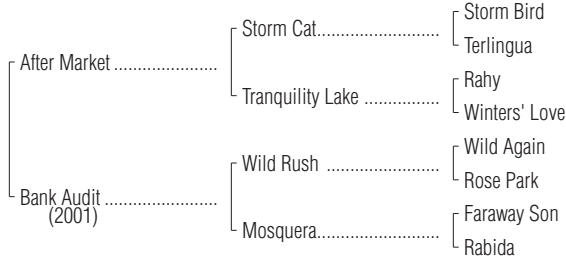 Storm Bird
Storm Cat..............................
Terlingua
After Market .....................
Rahy
Tranquility Lake ...............
Winters' Love
Wild Again
Wild Rush ......................
Rose Park
Bank Audit ......................
(2001)
Faraway Son
Mosquera.........................
Rabida